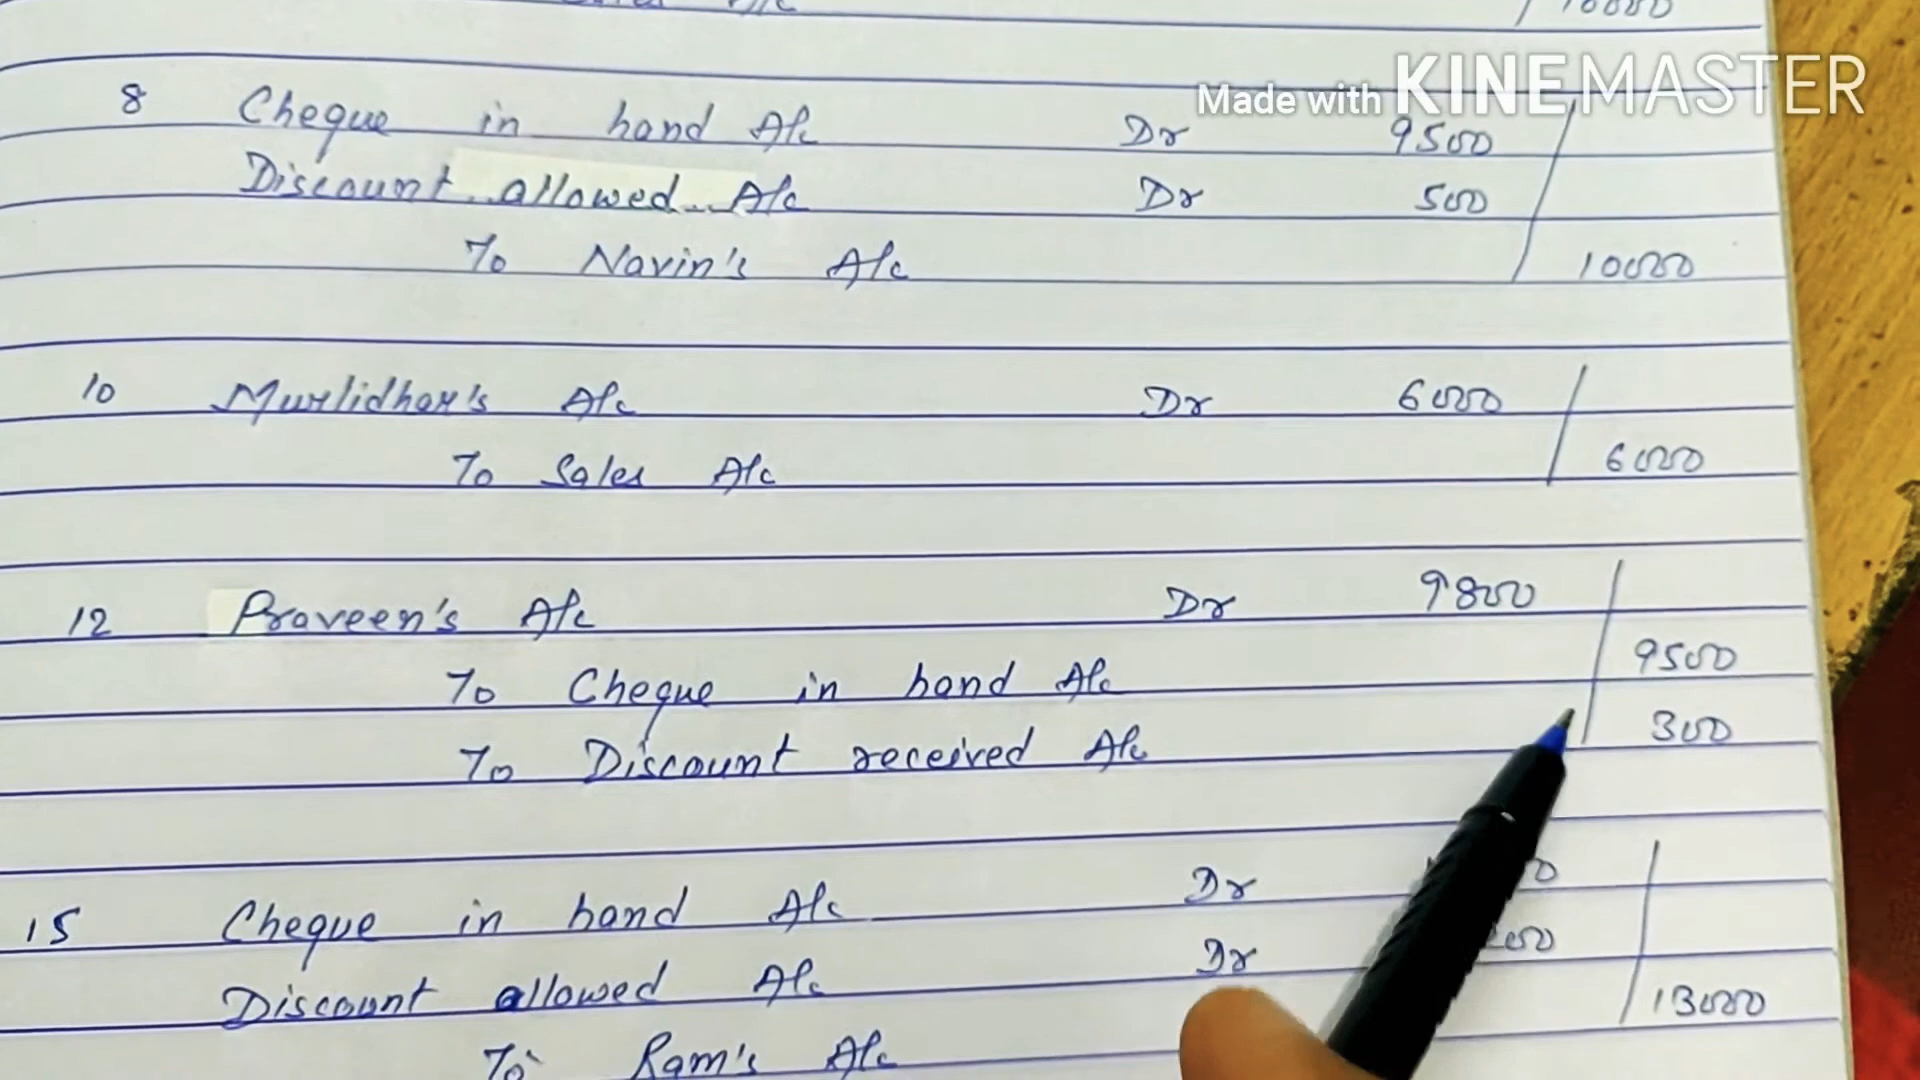 10000
Made with KINEMASTER
8 Cheque in hand A/c Dr 9500
Discount allowed A/c Dr 500
To Navin's A/c 10000
10 Murlidhar's A/c Dr 6000
To Sales A/c 6000
12 Praveen's A/c Dr 9800
To Cheque in hand A/c 9500
To Discount received A/c 300
15 Cheque in hand A/c Dr
Discount allowed A/c Dr
To Ram's A/c 13000